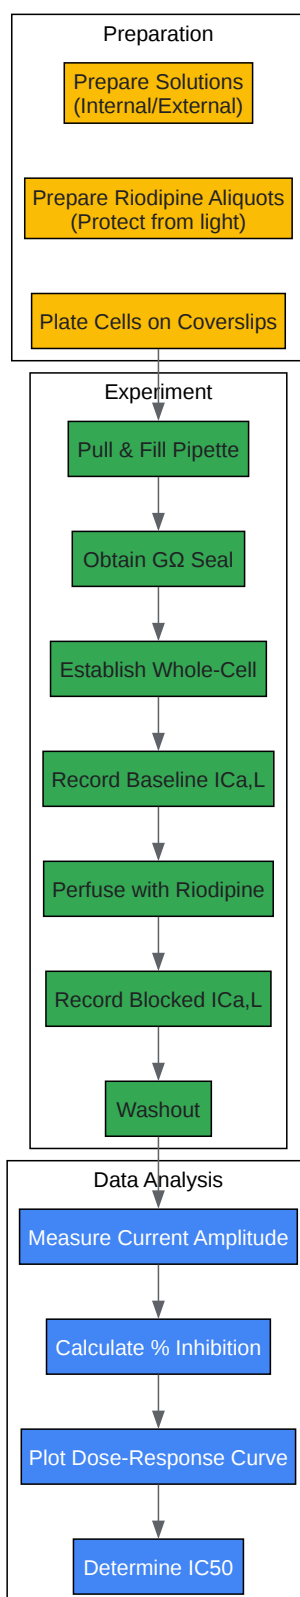 Preparation
Prepare Solutions
(Internal/External)
Prepare Riodipine Aliquots
(Protect from light)
Plate Cells on Coverslips
Experiment
Pull & Fill Pipette
Obtain GΩ Seal
Establish Whole-Cell
Record Baseline ICa,L
Perfuse with Riodipine
Record Blocked ICa,L
Washout
Data Analysis
Measure Current Amplitude
Calculate % Inhibition
Plot Dose-Response Curve
Determine IC50